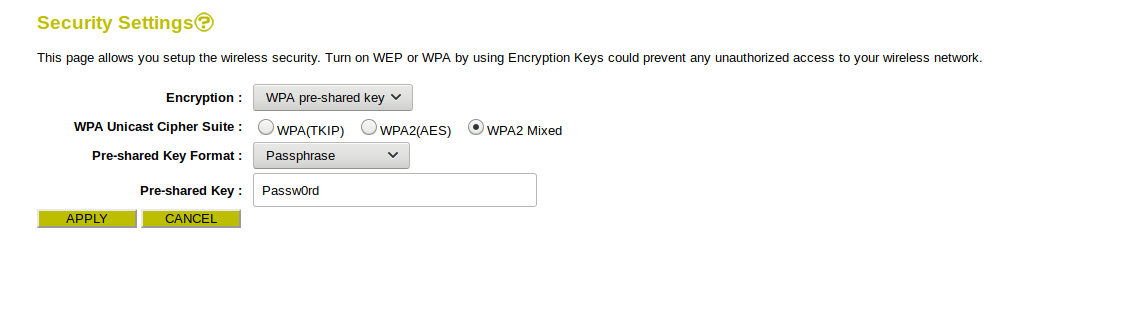 Security Settings?
This page allows you setup the wireless security. Turn on WEP or WPA by using Encryption Keys could prevent any unauthorized access to your wireless network.
Encryption : WPA pre-shared key
WPA Unicast Cipher Suite : WPA(TKIP) WPA2(AES) WPA2 Mixed
Pre-shared Key Format : Passphrase
Pre-shared Key : Passw0rd
APPLY CANCEL